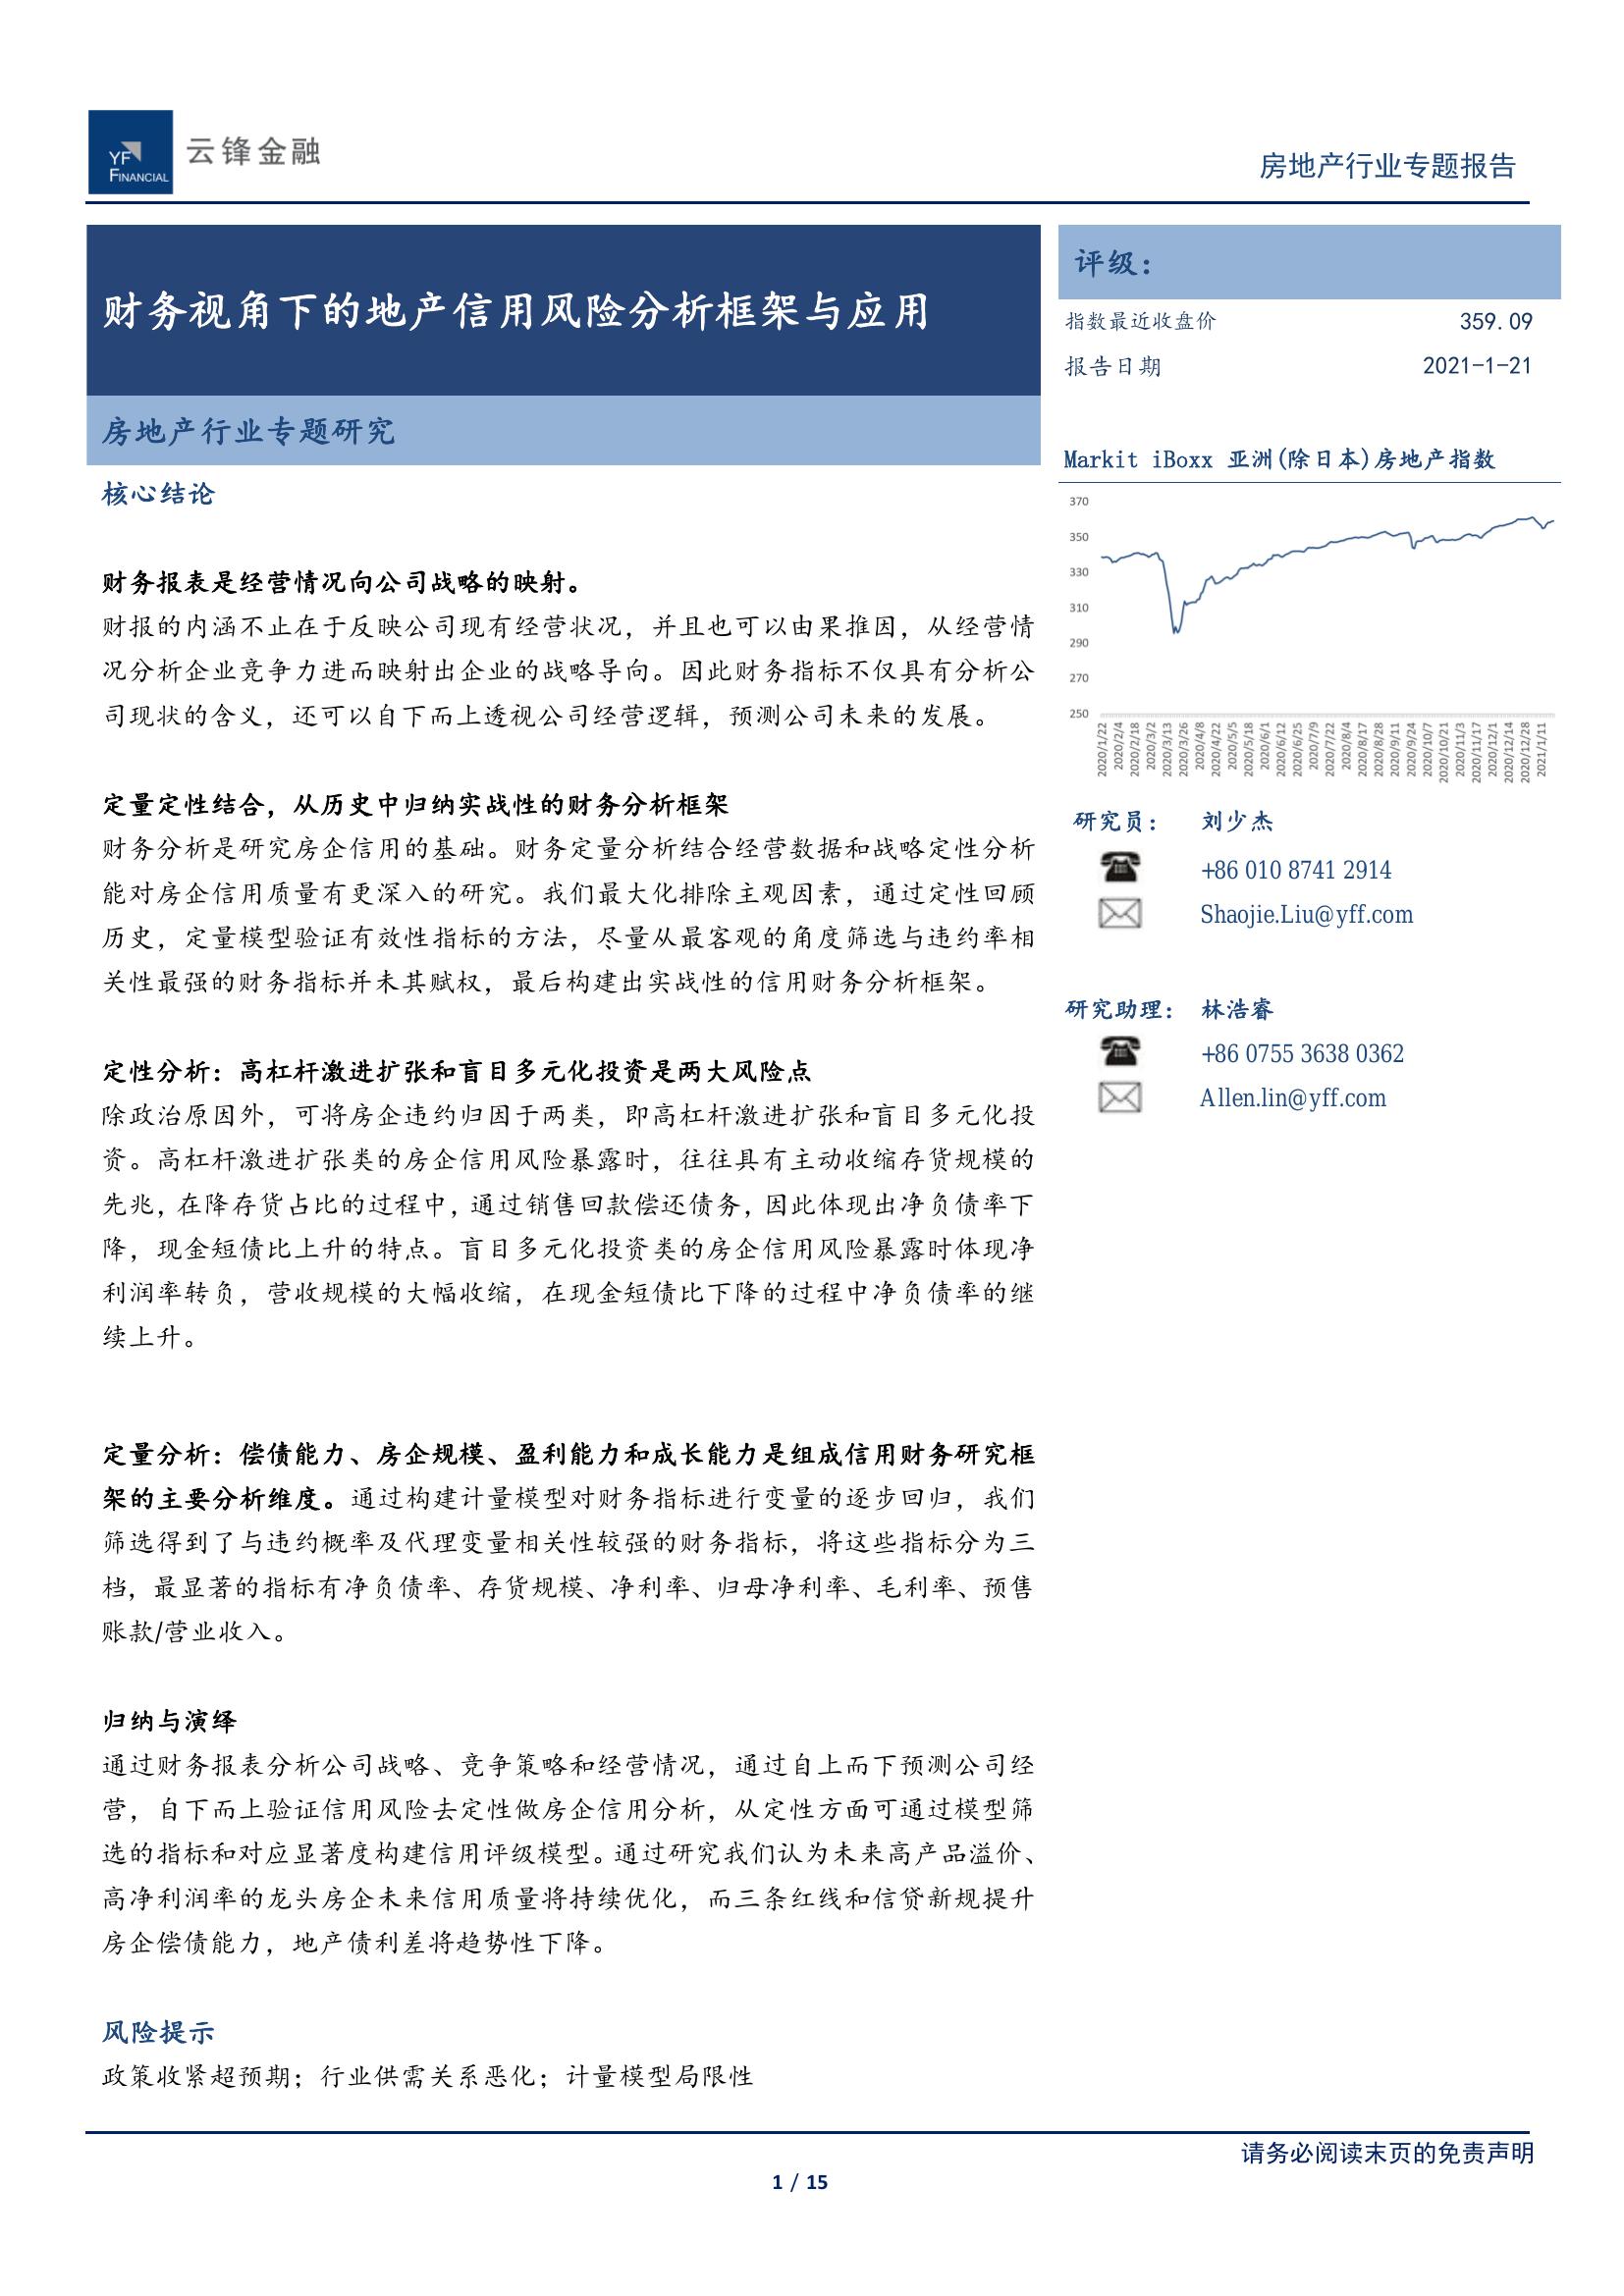 YF
FINANCIAL
云锋金融
房地产行业专题报告
财务视角下的地产信用风险分析框架与应用
房地产行业专题研究
核心结论
财务报表是经营情况向公司战略的映射。
财报的内涵不止在于反映公司现有经营状况，并且也可以由果推因，从经营情
况分析企业竞争力进而映射出企业的战略导向。因此财务指标不仅具有分析公
司现状的含义，还可以自下而上透视公司经营逻辑，预测公司未来的发展。
定量定性结合，从历史中归纳实战性的财务分析框架
财务分析是研究房企信用的基础。财务定量分析结合经营数据和战略定性分析
能对房企信用质量有更深入的研究。我们最大化排除主观因素，通过定性回顾
历史，定量模型验证有效性指标的方法，尽量从最客观的角度筛选与违约率相
关性最强的财务指标并未其赋权，最后构建出实战性的信用财务分析框架。
定性分析：高杠杆激进扩张和盲目多元化投资是两大风险点
除政治原因外，可将房企违约归因于两类，即高杠杆激进扩张和盲目多元化投
资。高杠杆激进扩张类的房企信用风险暴露时，往往具有主动收缩存货规模的
先兆，在降存货占比的过程中，通过销售回款偿还债务，因此体现出净负债率下
降，现金短债比上升的特点。盲目多元化投资类的房企信用风险暴露时体现净
利润率转负，营收规模的大幅收缩，在现金短债比下降的过程中净负债率的继
续上升。
定量分析：偿债能力、房企规模、盈利能力和成长能力是组成信用财务研究框
架的主要分析维度。通过构建计量模型对财务指标进行变量的逐步回归，我们
筛选得到了与违约概率及代理变量相关性较强的财务指标，将这些指标分为三
档，最显著的指标有净负债率、存货规模、净利率、归母净利率、毛利率、预售
账款/营业收入。
归纳与演绎
通过财务报表分析公司战略、竞争策略和经营情况，通过自上而下预测公司经
营，自下而上验证信用风险去定性做房企信用分析，从定性方面可通过模型筛
选的指标和对应显著度构建信用评级模型。通过研究我们认为未来高产品溢价、
高净利润率的龙头房企未来信用质量将持续优化，而三条红线和信贷新规提升
房企偿债能力，地产债利差将趋势性下降。
风险提示
政策收紧超预期；行业供需关系恶化；计量模型局限性
评级：
指数最近收盘价 359.09
报告日期 2021-1-21
Markit iBoxx 亚洲(除日本)房地产指数
370
350
330
310
290
270
250
2020/1/22
2020/2/4
2020/2/18
2020/3/2
2020/3/13
2020/3/26
2020/4/8
2020/4/22
2020/5/5
2020/5/18
2020/6/1
2020/6/12
2020/6/25
2020/7/9
2020/7/22
2020/8/4
2020/8/17
2020/8/28
2020/9/11
2020/9/24
2020/10/7
2020/10/21
2020/11/3
2020/11/17
2020/12/1
2020/12/14
2020/12/28
2021/1/11
研究员： 刘少杰
+86 010 8741 2914
Shaojie.Liu@yff.com
研究助理： 林浩睿
+86 0755 3638 0362
Allen.lin@yff.com
请务必阅读末页的免责声明
1 / 15